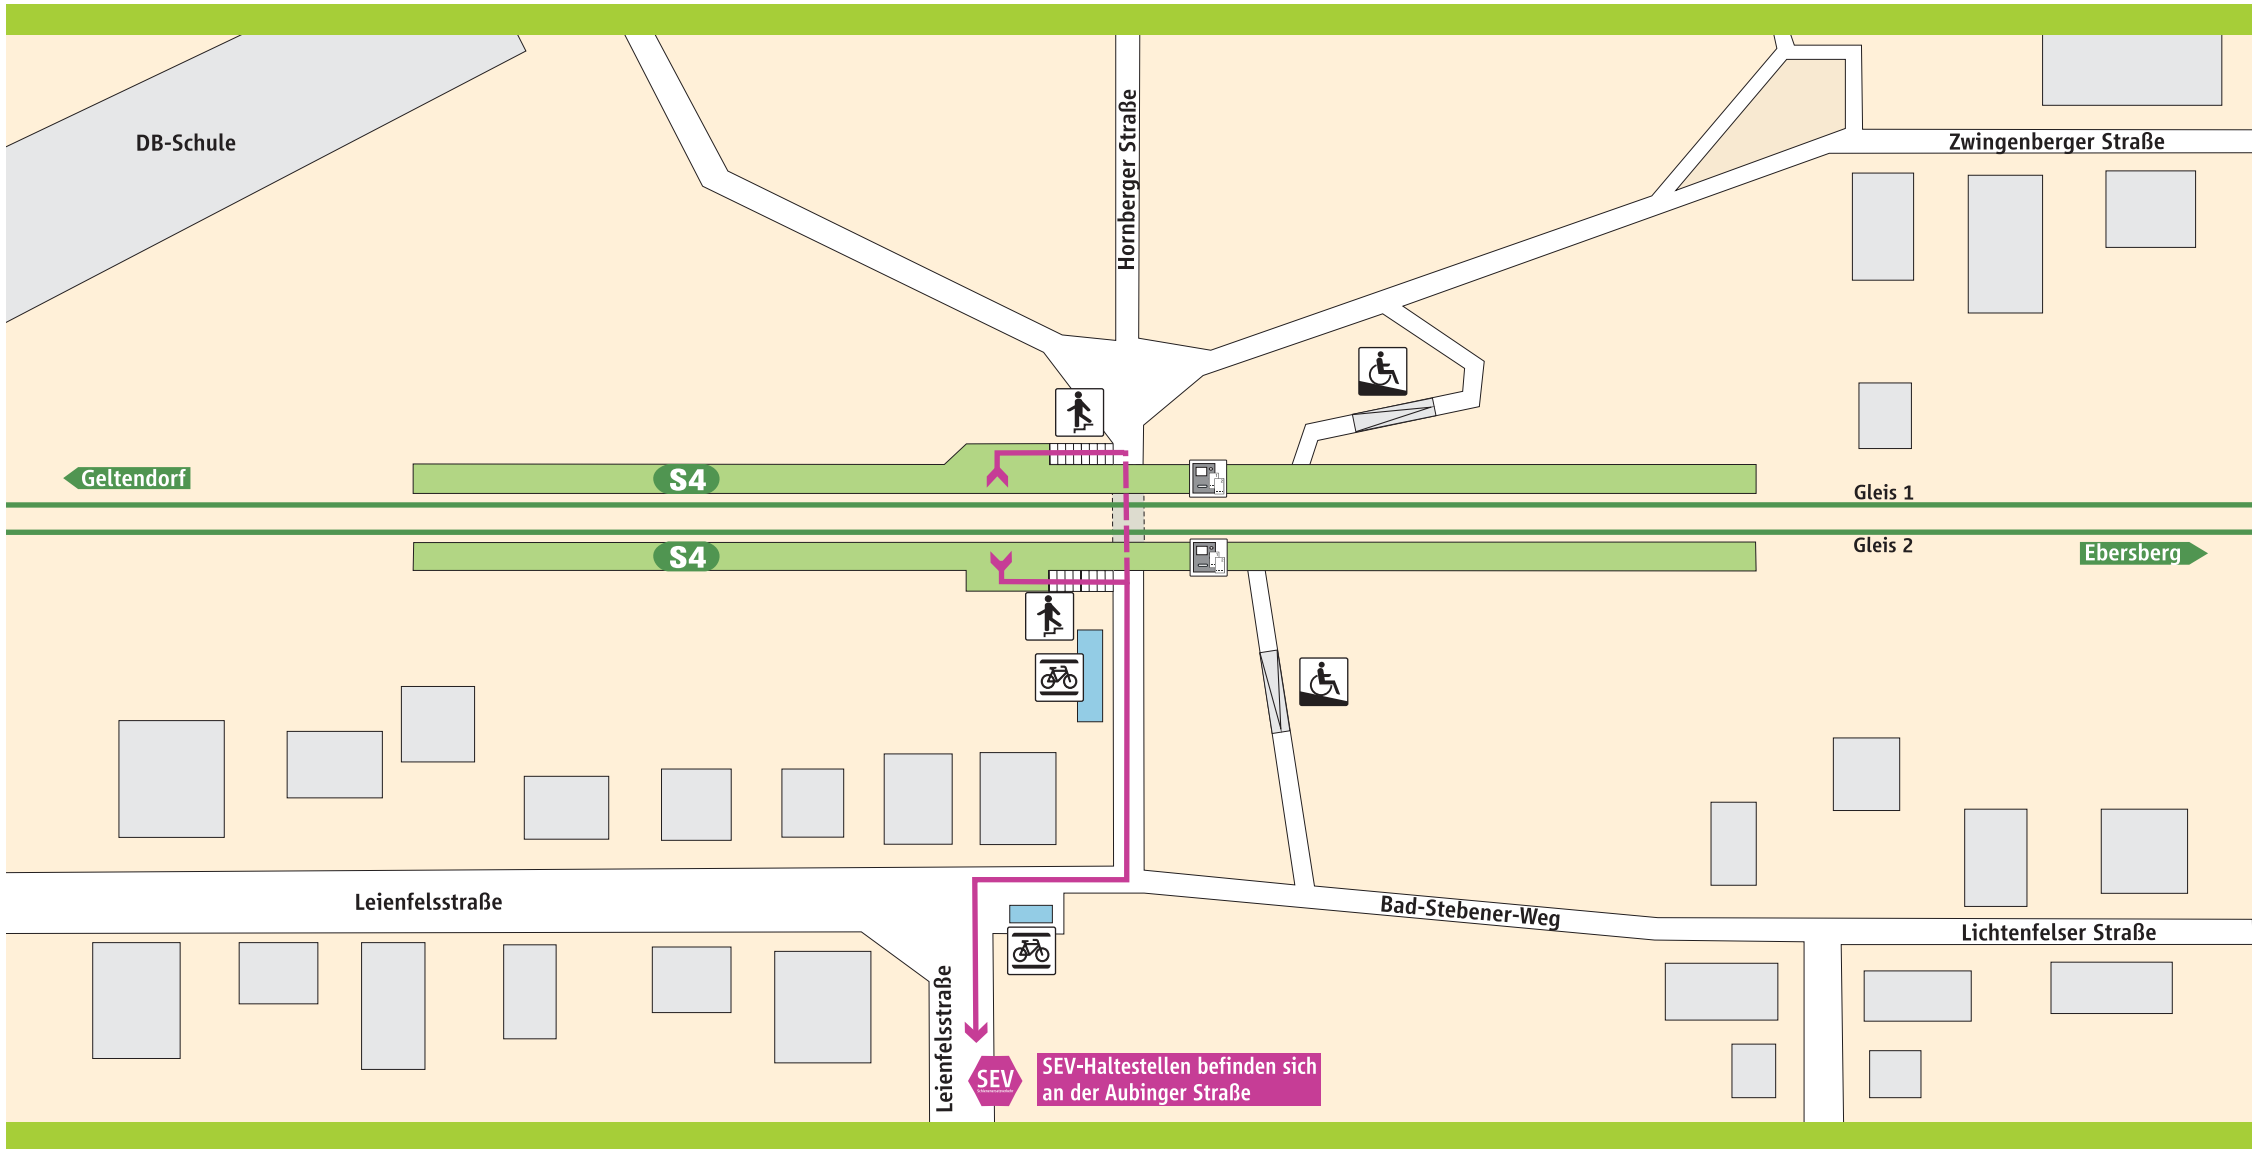 DB-Schule
Hornberger Straße
Zwingenberger Straße
Geltendorf
S4
Gleis 1
S4
Gleis 2
Ebersberg
Leienfelsstraße
Bad-Stebener-Weg
Lichtenfelser Straße
Leienfelsstraße
SEV
SEV-Haltestellen befinden sich
an der Aubinger Straße